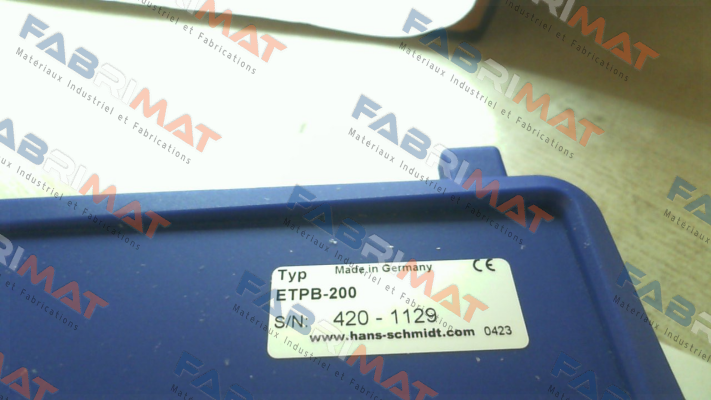 FABRIMAT
Materiaux Industriel et Fabrications
Typ Made in Germany CE
ETPB-200
S/N: 420 - 1129
www.hans-schmidt.com 0423